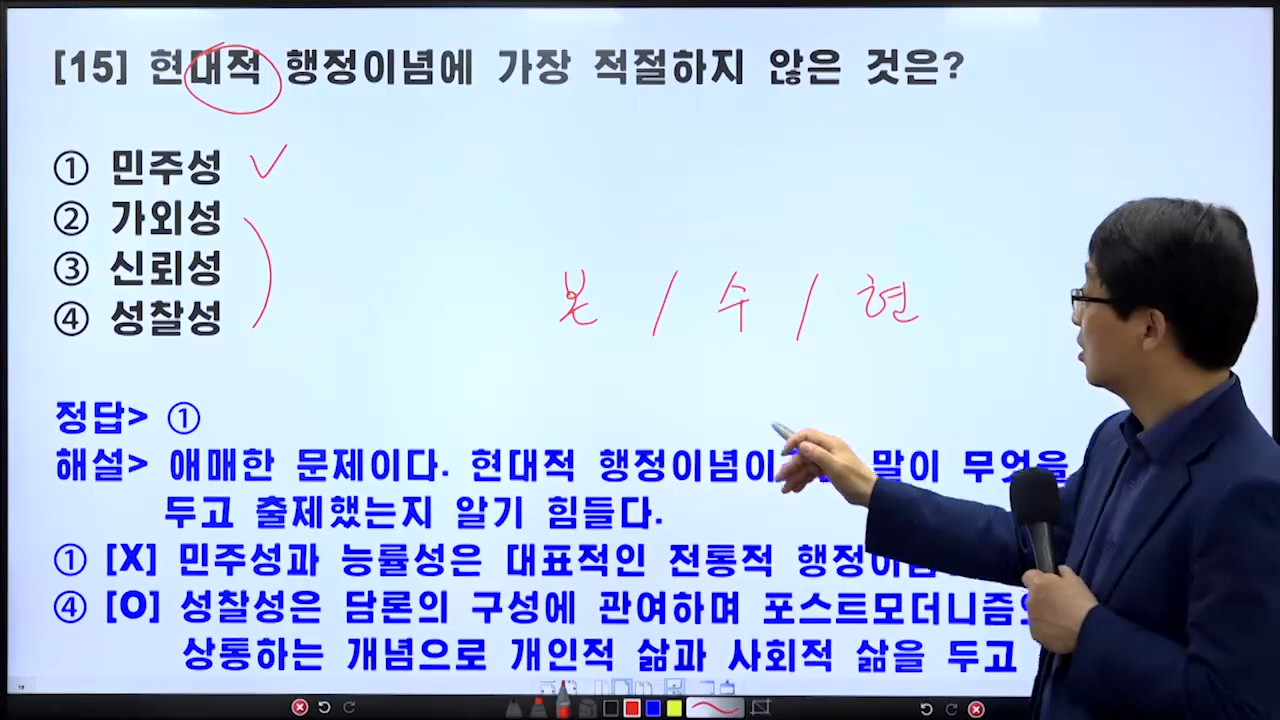 [15] 현대적 행정이념에 가장 적절하지 않은 것은?
① 민주성
② 가외성
③ 신뢰성
④ 성찰성
본 / 수 / 현
정답> ①
해설> 애매한 문제이다. 현대적 행정이념이 말이 무엇을
두고 출제했는지 알기 힘들다.
① [X] 민주성과 능률성은 대표적인 전통적 행정이념
④ [O] 성찰성은 담론의 구성에 관여하며 포스트모더니즘
상통하는 개념으로 개인적 삶과 사회적 삶을 두고